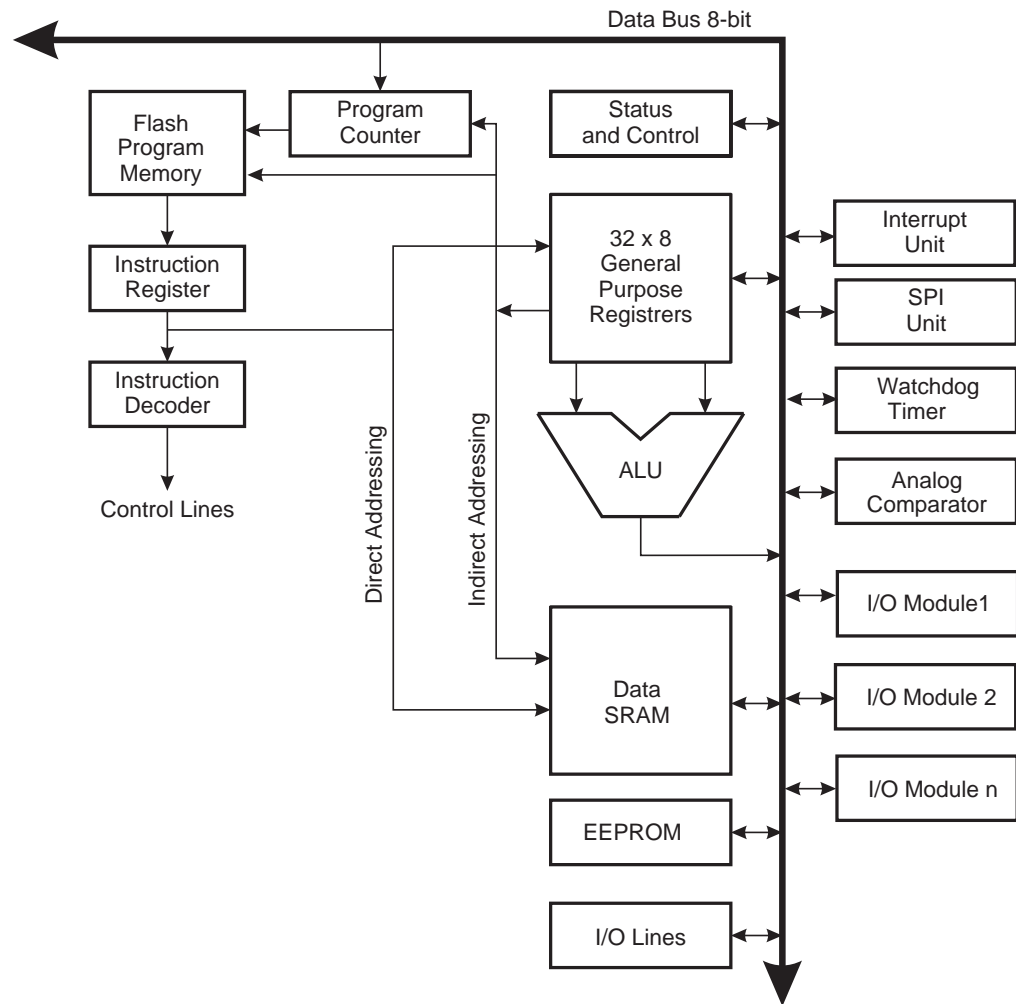 Data Bus 8-bit
Flash
Program
Memory
Program
Counter
Status
and Control
Interrupt
Unit
32 x 8
General
Purpose
Registrers
Instruction
Register
SPI
Unit
Instruction
Decoder
Watchdog
Timer
Control Lines
Direct Addressing
Indirect Addressing
ALU
Analog
Comparator
I/O Module1
Data
SRAM
I/O Module 2
I/O Module n
EEPROM
I/O Lines